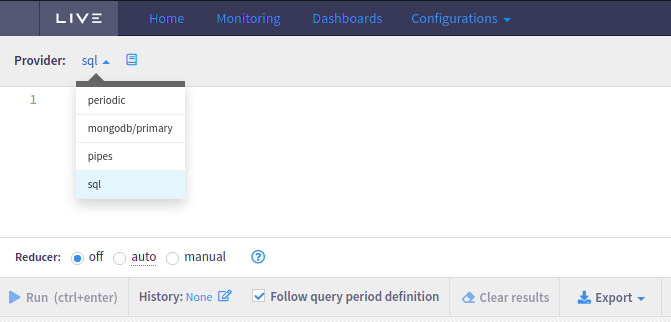 LIVE Home Monitoring Dashboards Configurations
Provider: sql
1
periodic
mongodb/primary
pipes
sql
Reducer: off auto manual ?
Run (ctrl+enter) History: None Follow query period definition Clear results Export